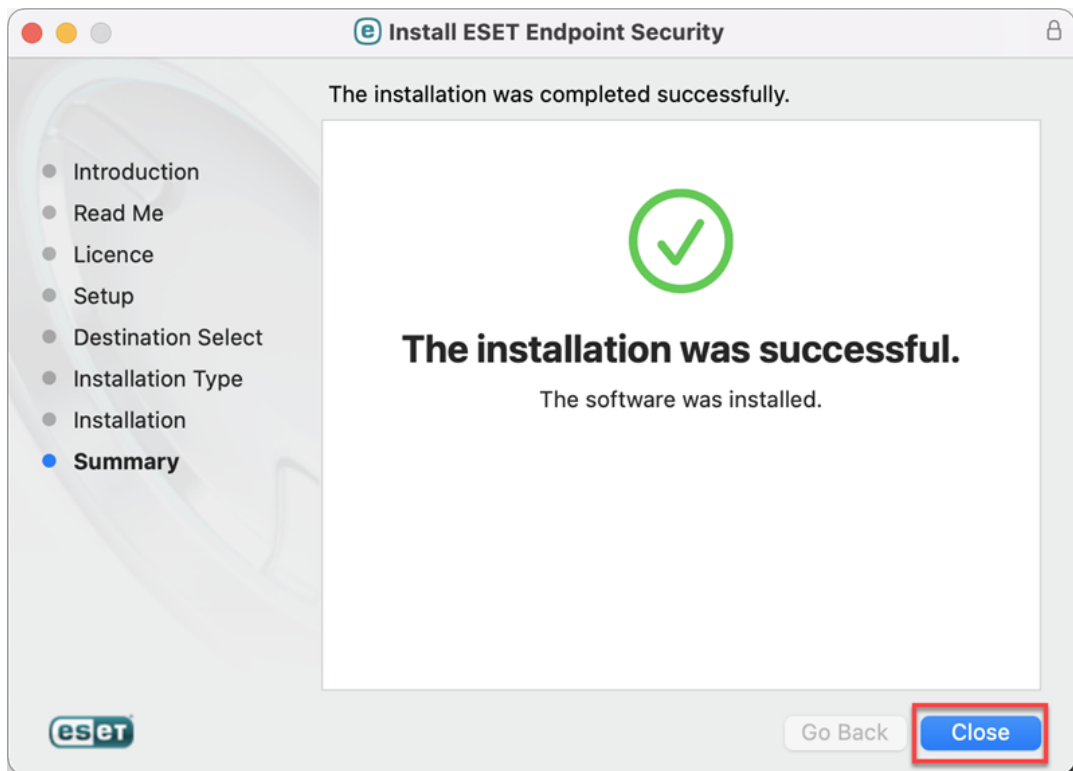 Install ESET Endpoint Security
The installation was completed successfully.
Introduction
Read Me
Licence
Setup
Destination Select
Installation Type
Installation
Summary
The installation was successful.
The software was installed.
eseT
Go Back
Close